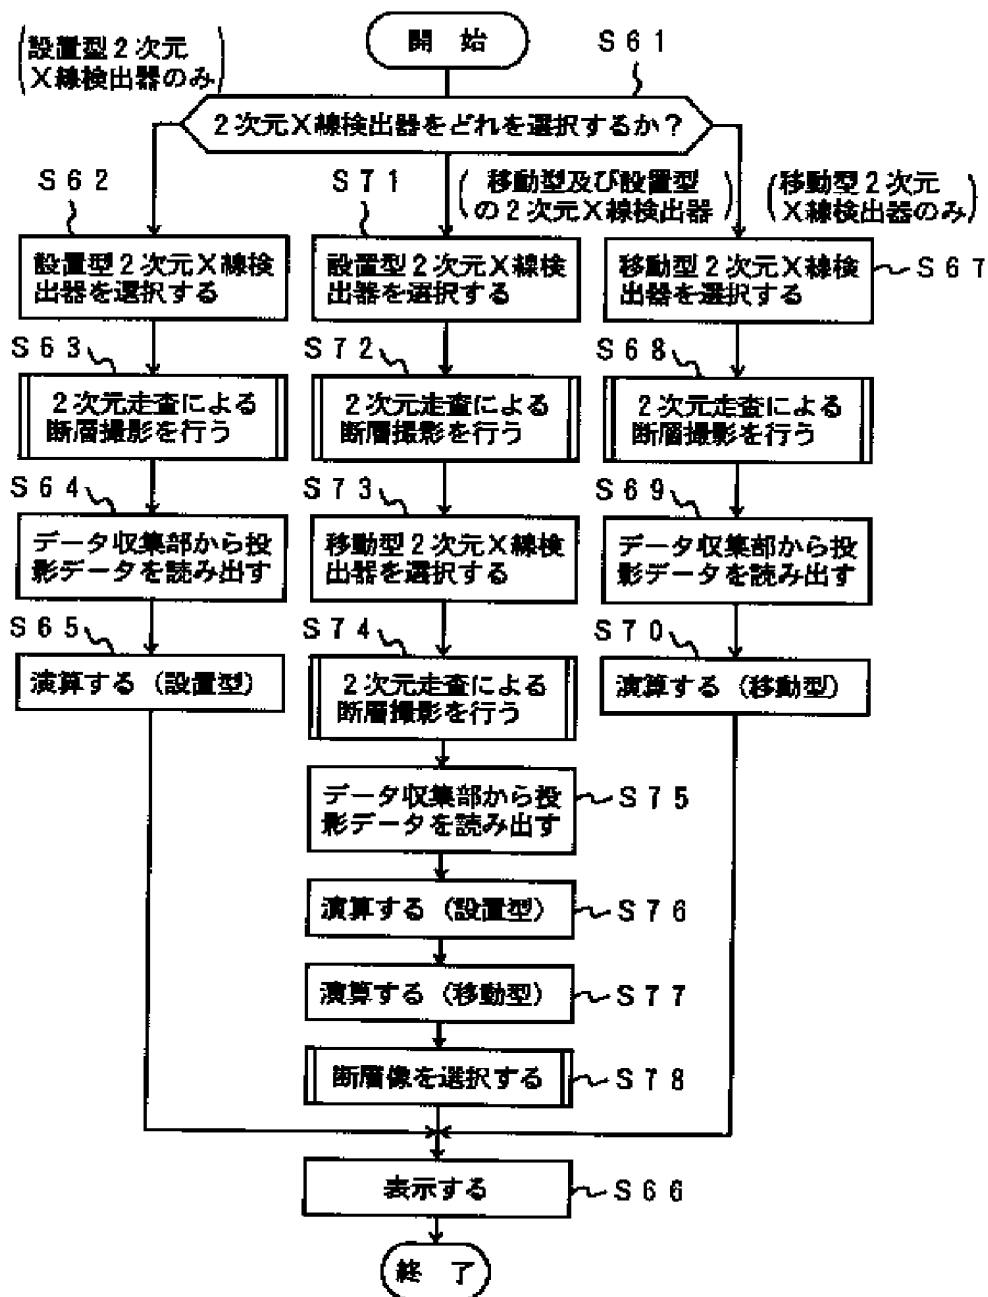 開 始
S61
(設置型2次元
X線検出器のみ)
2次元X線検出器をどれを選択するか?
S62
設置型2次元X線検
出器を選択する
S63
2次元走査による
断層撮影を行う
S64
データ収集部から投
影データを読み出す
S65
演算する(設置型)
S71
(移動型及び設置型
の2次元X線検出器)
設置型2次元X線検
出器を選択する
S72
2次元走査による
断層撮影を行う
S73
移動型2次元X線検
出器を選択する
S74
2次元走査による
断層撮影を行う
データ収集部から投
影データを読み出す
S75
演算する(設置型)
S76
演算する(移動型)
S77
断層像を選択する
S78
(移動型2次元
X線検出器のみ)
移動型2次元X線検
出器を選択する
S67
S68
2次元走査による
断層撮影を行う
S69
データ収集部から投
影データを読み出す
S70
演算する(移動型)
表示する
S66
終 了